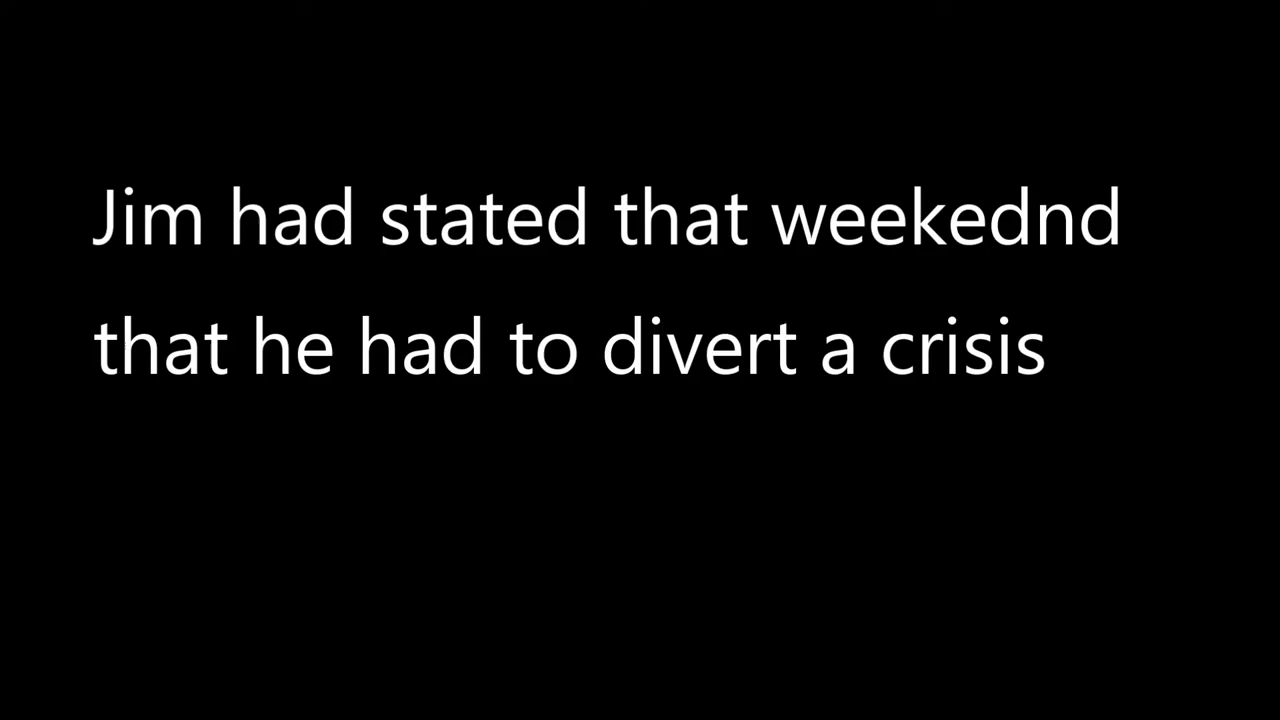 Jim had stated that weekednd
that he had to divert a crisis